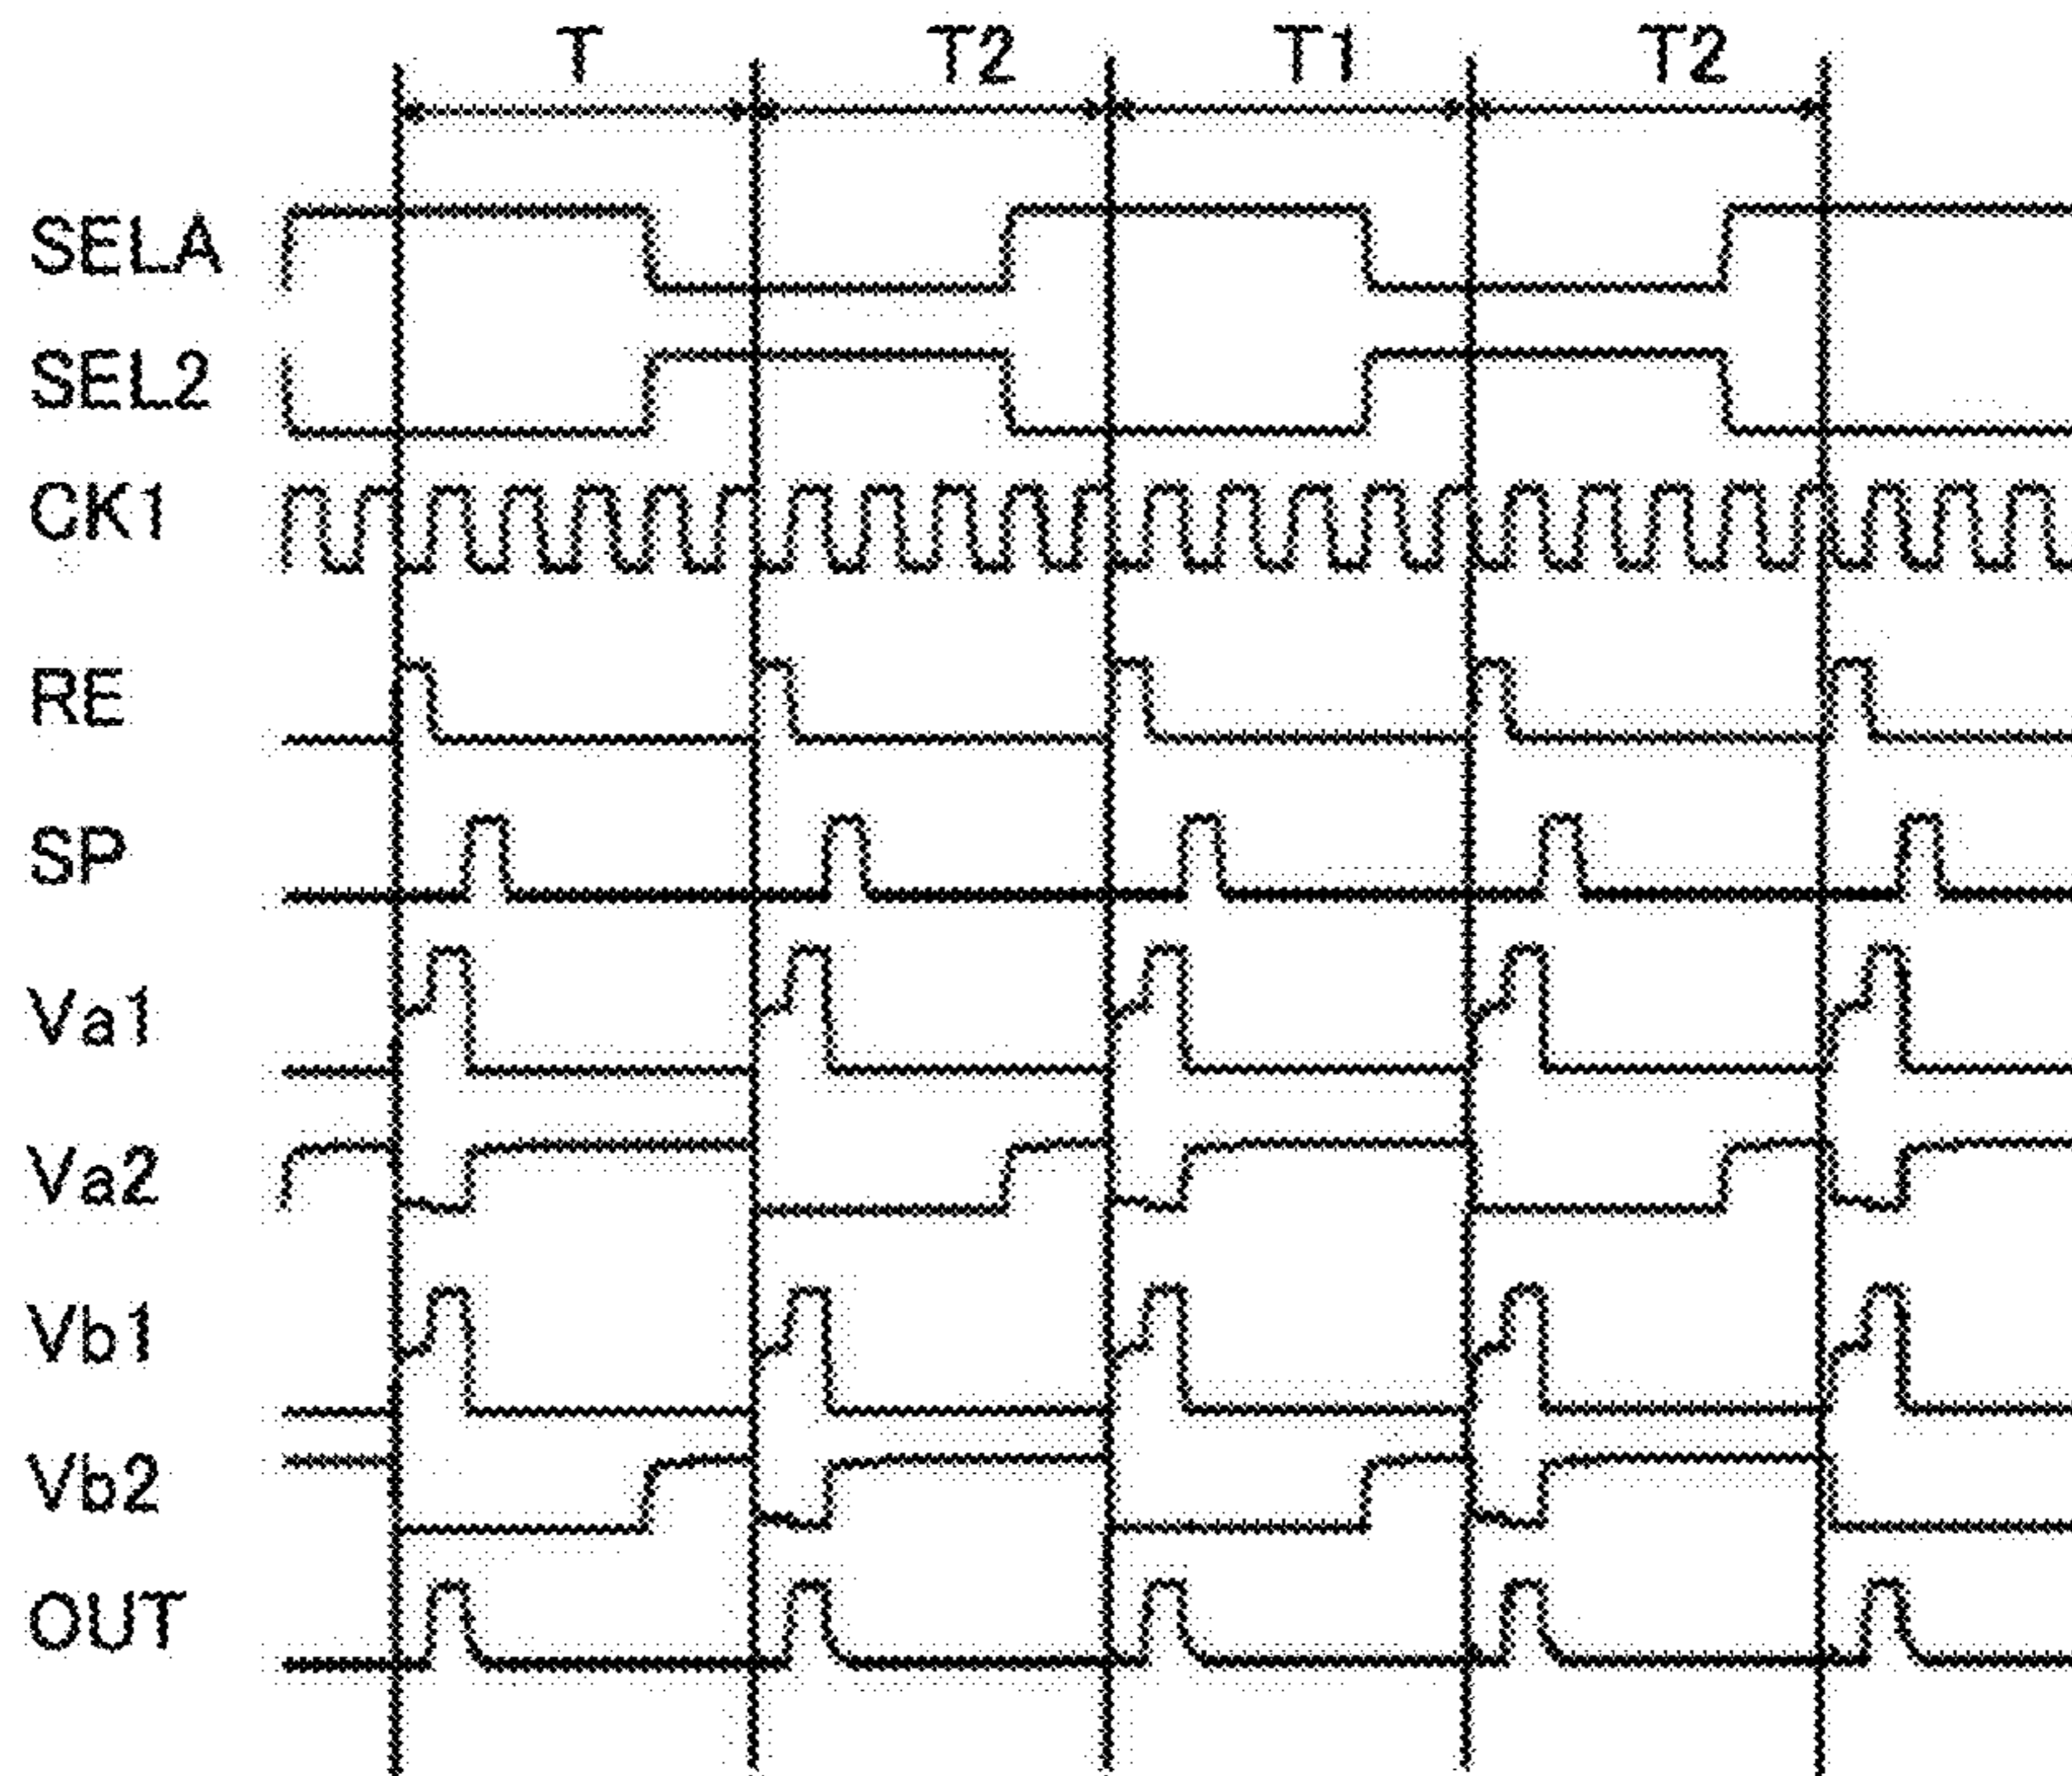 T T2 T1 T2
SELA
SEL2
CK1
RE
SP
Va1
Va2
Vb1
Vb2
OUT